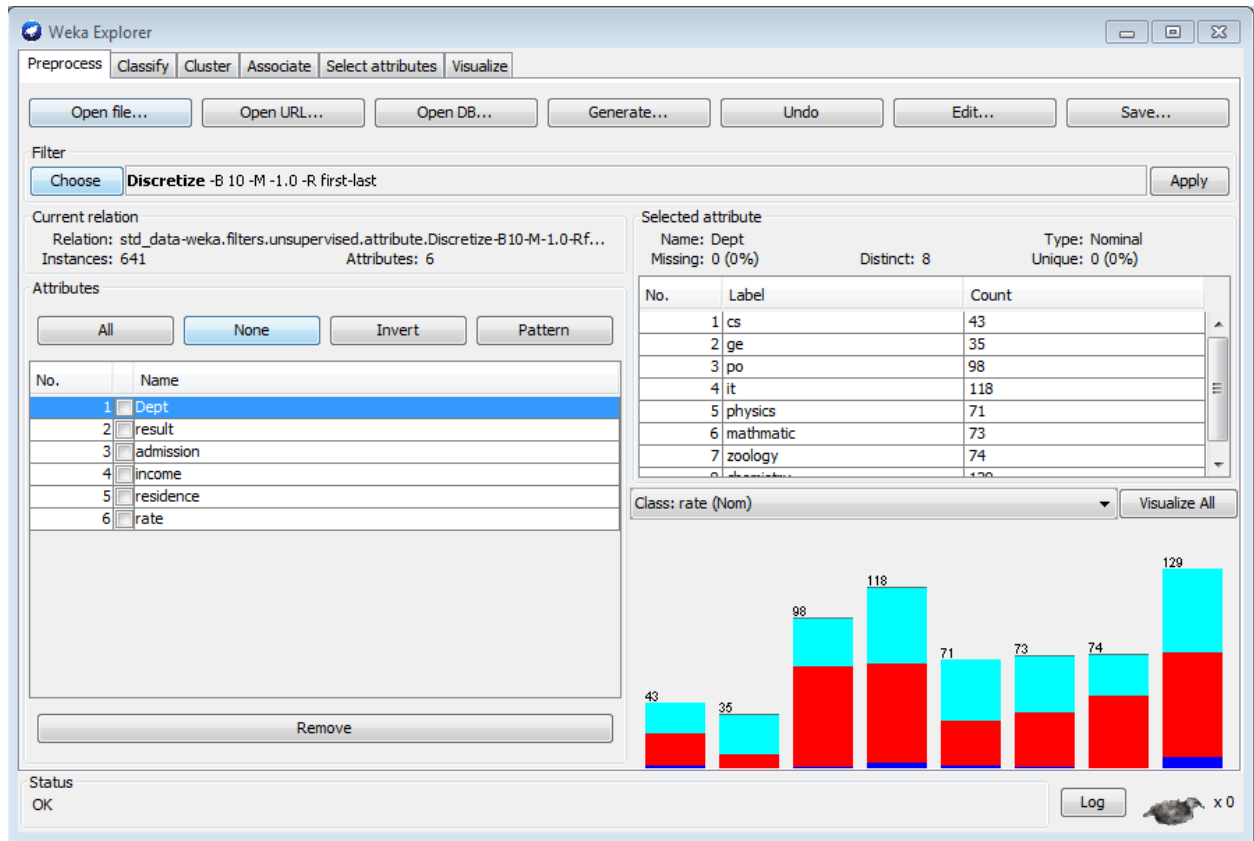 Weka Explorer
Preprocess Classify Cluster Associate Select attributes Visualize
Open file... Open URL... Open DB... Generate... Undo Edit... Save...
Filter
Choose Discretize -B 10 -M -1.0 -R first-last Apply
Current relation
Relation: std_data-weka.filters.unsupervised.attribute.Discretize-B10-M-1.0-Rf...
Instances: 641 Attributes: 6
Attributes
All None Invert Pattern
No. Name
1 Dept
2 result
3 admission
4 income
5 residence
6 rate
Remove
Selected attribute
Name: Dept Type: Nominal
Missing: 0 (0%) Distinct: 8 Unique: 0 (0%)
No. Label Count
1 cs 43
2 ge 35
3 po 98
4 it 118
5 physics 71
6 mathmatic 73
7 zoology 74
8 chemistry 129
Class: rate (Nom) Visualize All
43 35 98 118 71 73 74 129
Status
OK
Log x 0